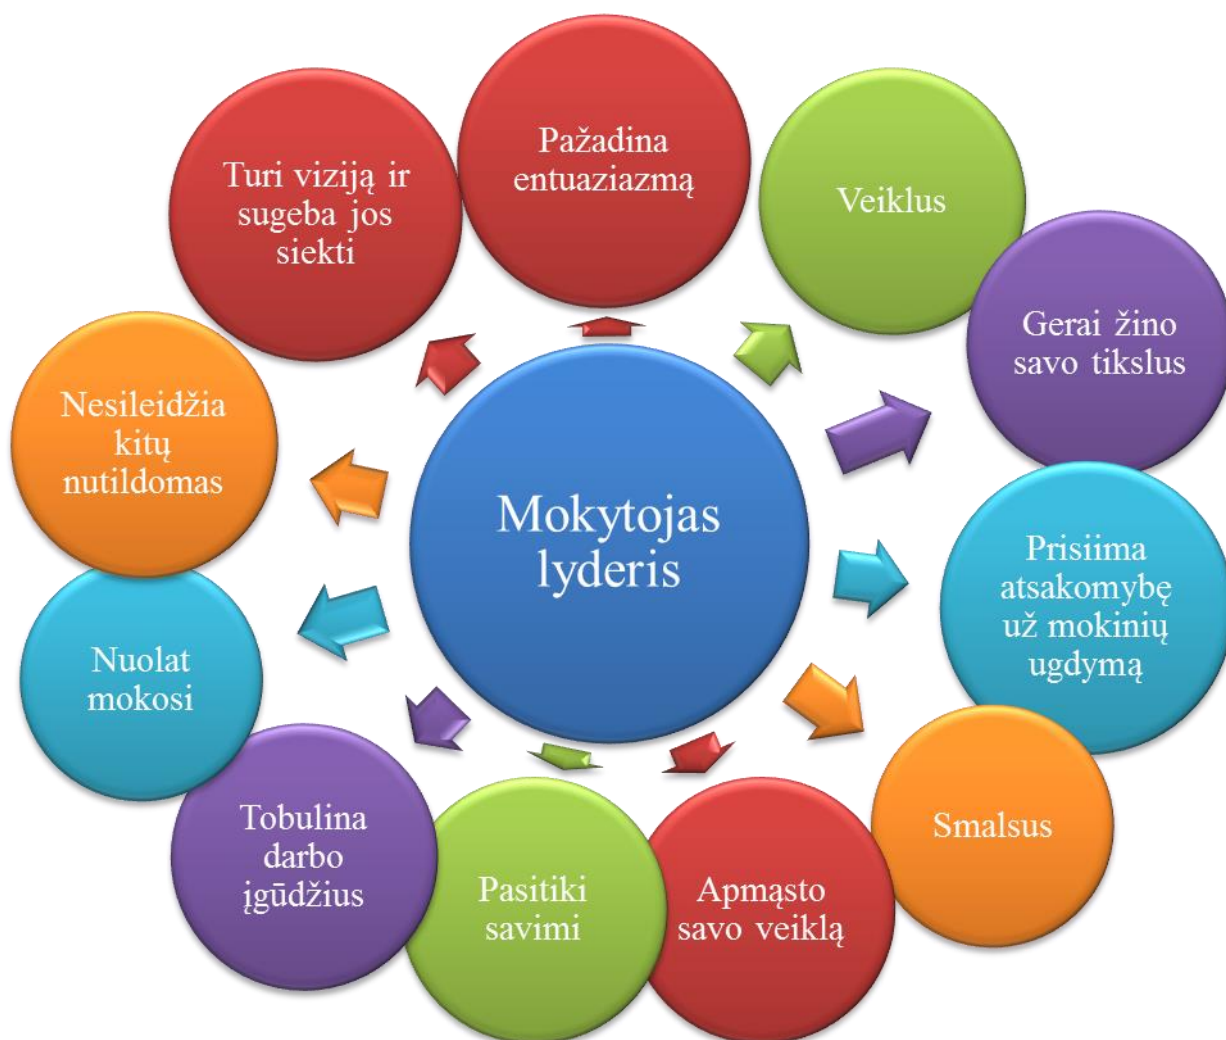 Pažadina
entuaziazmą
Veiklus
Gerai žino
savo tikslus
Prisiima
atsakomybę
už mokinių
ugdymą
Smalsus
Apmąsto
savo veiklą
Pasitiki
savimi
Tobulina
darbo
įgūdžius
Nuolat
mokosi
Nesileidžia
kitų
nutildomas
Turi viziją ir
sugeba jos
siekti
Mokytojas
lyderis